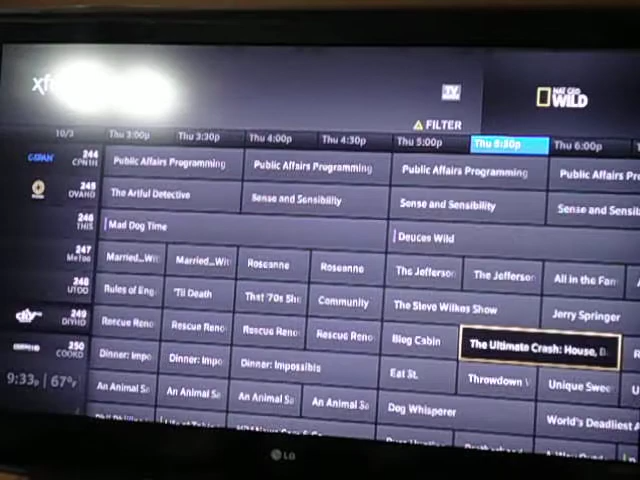 xf
TV
NAT GEO WILD
FILTER
10/3 Thu 3:00p Thu 3:30p Thu 4:00p Thu 4:30p Thu 5:00p Thu 5:30p Thu 6:00p
244 Public Affairs Programming Public Affairs Programming Public Affairs Programming Public Affairs Pr
245 OVAHD The Artful Detective Sense and Sensibility Sense and Sensibility Sense and Sensib
246 THIS Mad Dog Time Deuces Wild
247 MeToo Married...Wit Married...Wit Roseanne Roseanne The Jefferson The Jefferson All in the Fam
248 UTOO Rules of Eng 'Til Death That '70s Sho Community The Steve Wilkos Show Jerry Springer
diy 249 DIYHD Rescue Reno Rescue Reno Rescue Reno Rescue Reno Blog Cabin The Ultimate Crash: House, B
250 COOKD Dinner: Impo Dinner: Impo Dinner: Impossible Eat St. Throwdown Unique Swee
9:33p | 67° An Animal Sa An Animal Sa An Animal Sa An Animal Sa Dog Whisperer World's Deadliest A
LG